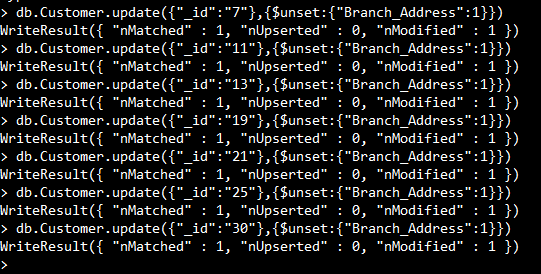 > db.Customer.update({"_id":"7"},{$unset:{"Branch_Address":1}})
WriteResult({ "nMatched" : 1, "nUpserted" : 0, "nModified" : 1 })
> db.Customer.update({"_id":"11"},{$unset:{"Branch_Address":1}})
WriteResult({ "nMatched" : 1, "nUpserted" : 0, "nModified" : 1 })
> db.Customer.update({"_id":"13"},{$unset:{"Branch_Address":1}})
WriteResult({ "nMatched" : 1, "nUpserted" : 0, "nModified" : 1 })
> db.Customer.update({"_id":"19"},{$unset:{"Branch_Address":1}})
WriteResult({ "nMatched" : 1, "nUpserted" : 0, "nModified" : 1 })
> db.Customer.update({"_id":"21"},{$unset:{"Branch_Address":1}})
WriteResult({ "nMatched" : 1, "nUpserted" : 0, "nModified" : 1 })
> db.Customer.update({"_id":"25"},{$unset:{"Branch_Address":1}})
WriteResult({ "nMatched" : 1, "nUpserted" : 0, "nModified" : 1 })
> db.Customer.update({"_id":"30"},{$unset:{"Branch_Address":1}})
WriteResult({ "nMatched" : 1, "nUpserted" : 0, "nModified" : 1 })
>